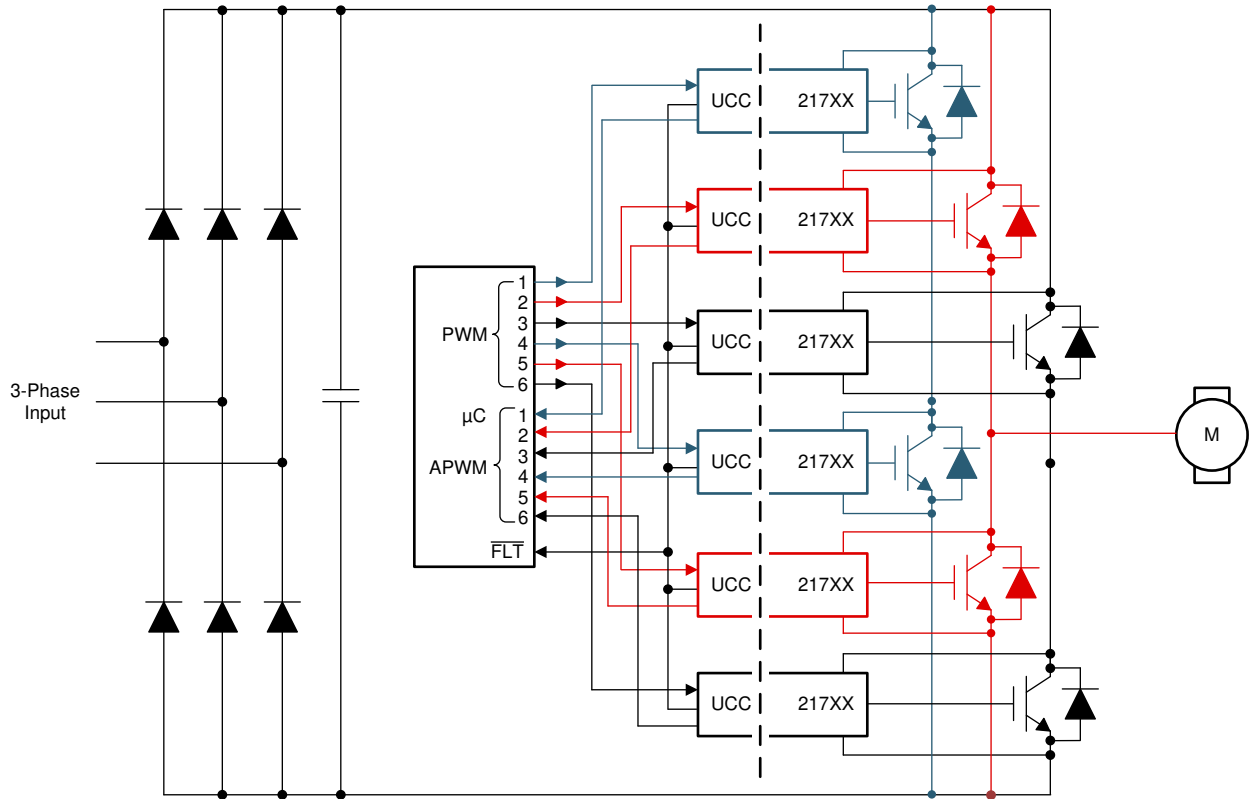 UCC 217XX
UCC 217XX
UCC 217XX
UCC 217XX
UCC 217XX
UCC 217XX
3-Phase
Input
PWM
1
2
3
4
5
6
µC
APWM
1
2
3
4
5
6
FLT
M